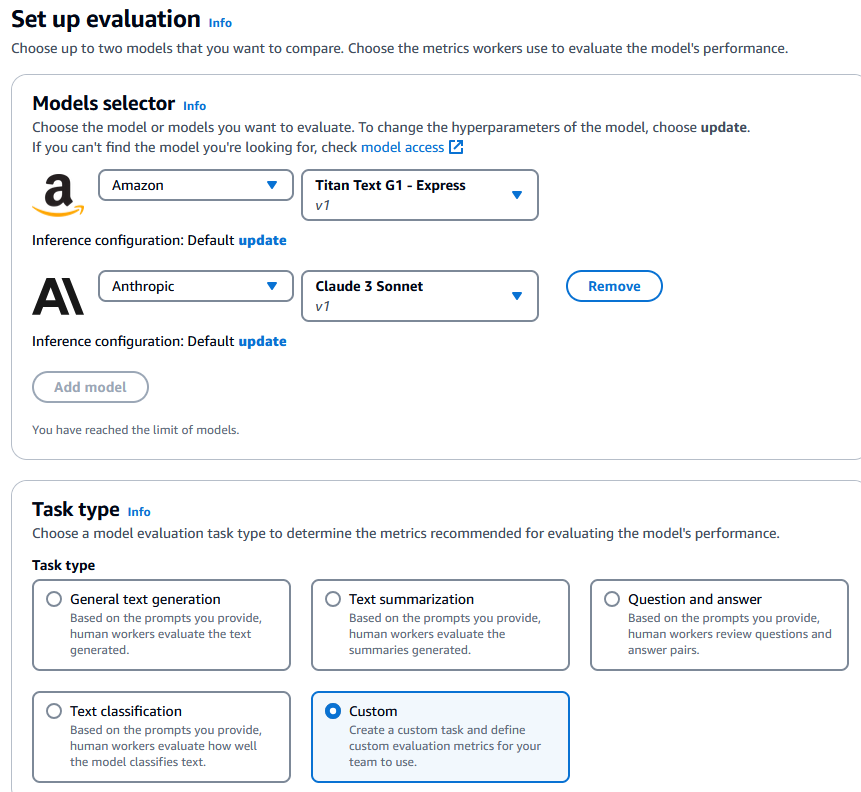 Set up evaluation Info
Choose up to two models that you want to compare. Choose the metrics workers use to evaluate the model's performance.
Models selector Info
Choose the model or models you want to evaluate. To change the hyperparameters of the model, choose update.
If you can't find the model you're looking for, check model access
a
Amazon
Titan Text G1 - Express
v1
Inference configuration: Default update
A\
Anthropic
Claude 3 Sonnet
v1
Remove
Inference configuration: Default update
Add model
You have reached the limit of models.
Task type Info
Choose a model evaluation task type to determine the metrics recommended for evaluating the model's performance.
Task type
General text generation
Based on the prompts you provide,
human workers evaluate the text
generated.
Text summarization
Based on the prompts you provide,
human workers evaluate the
summaries generated.
Question and answer
Based on the prompts you provide,
human workers review questions and
answer pairs.
Text classification
Based on the prompts you provide,
human workers evaluate how well
the model classifies text.
Custom
Create a custom task and define
custom evaluation metrics for your
team to use.